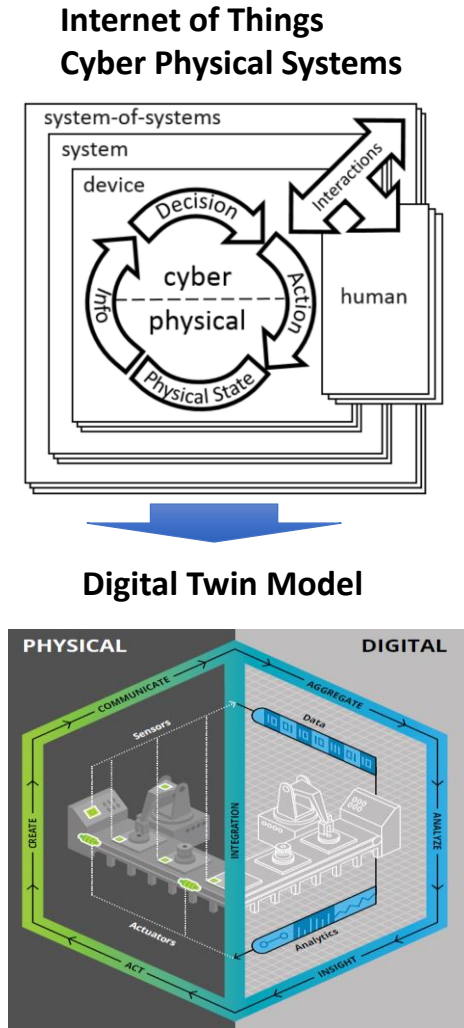 Internet of Things
Cyber Physical Systems
system-of-systems
system
device
Interactions
Decision
Info
cyber
physical
Action
Physical State
human
Digital Twin Model
PHYSICAL
DIGITAL
COMMUNICATE
AGGREGATE
Sensors
Data
CREATE
INTEGRATION
ANALYZE
Actuators
Analytics
ACT
INSIGHT